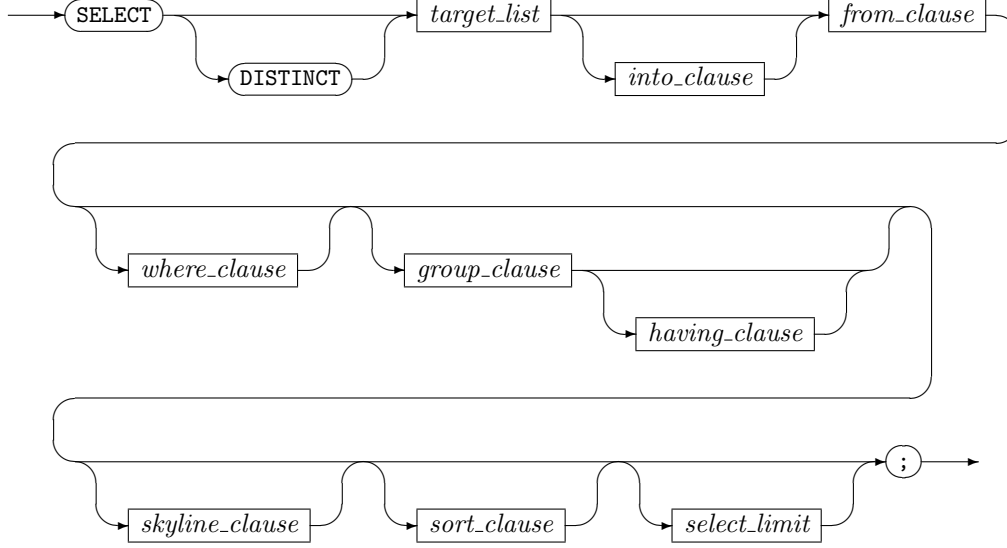 SELECT target_list from_clause
DISTINCT into_clause
where_clause group_clause
having_clause
;
skyline_clause sort_clause select_limit